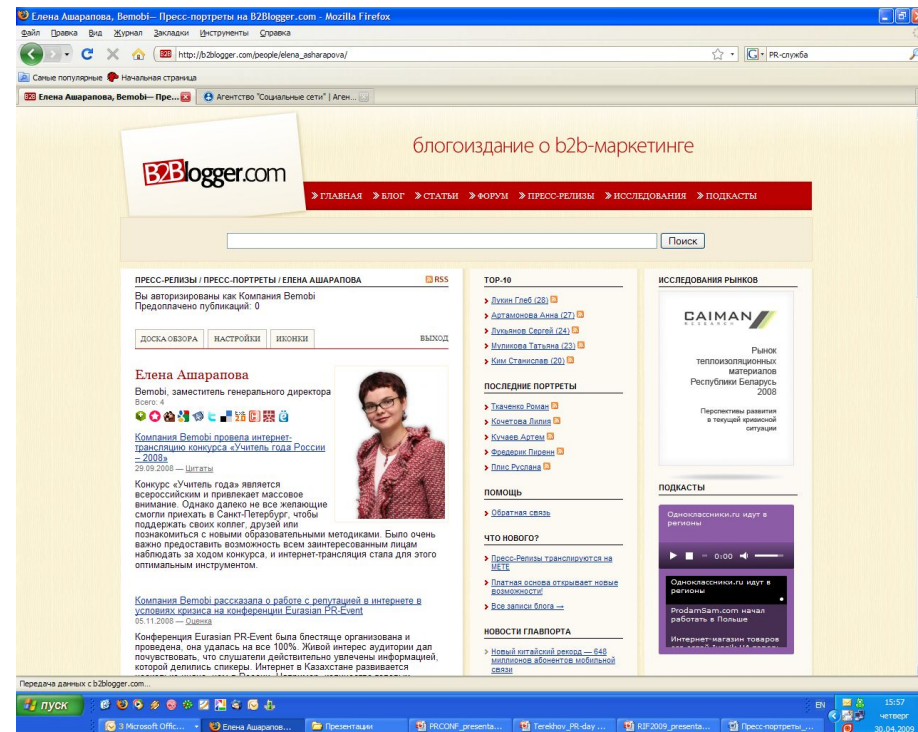 Елена Ашарапова, Bemobi— Пресс-портреты на B2Blogger.com - Mozilla Firefox
Файл Правка Вид Журнал Закладки Инструменты Справка
http://b2blogger.com/people/elena_asharapova/
PR-служба
Самые популярные Начальная страница
Елена Ашарапова, Bemobi— Пре...
Агентство "Социальные сети" | Аген...
B2Blogger.com
блогоиздание о b2b-маркетинге
ГЛАВНАЯ БЛОГ СТАТЬИ ФОРУМ ПРЕСС-РЕЛИЗЫ ИССЛЕДОВАНИЯ ПОДКАСТЫ
Поиск
ПРЕСС-РЕЛИЗЫ / ПРЕСС-ПОРТРЕТЫ / ЕЛЕНА АШАРАПОВА RSS
Вы авторизированы как Компания Bemobi
Предоплачено публикаций: 0
ДОСКА ОБЗОРА НАСТРОЙКИ ИКОНКИ ВЫХОД
Елена Ашарапова
Bemobi, заместитель генерального директора
Всего: 4
Компания Bemobi провела интернет-
трансляцию конкурса «Учитель года России
– 2008»
29.09.2008 — Цитаты
Конкурс «Учитель года» является
всероссийским и привлекает массовое
внимание. Однако далеко не все желающие
смогли приехать в Санкт-Петербург, чтобы
поддержать своих коллег, друзей или
познакомиться с новыми образовательными методиками. Было очень
важно предоставить возможность всем заинтересованным лицам
наблюдать за ходом конкурса, и интернет-трансляция стала для этого
оптимальным инструментом.
Компания Bemobi рассказала о работе с репутацией в интернете в
условиях кризиса на конференции Eurasian PR-Event
05.11.2008 — Оценка
Конференция Eurasian PR-Event была блестяще организована и
проведена, она удалась на все 100%. Живой интерес аудитории дал
почувствовать, что слушатели действительно увлечены информацией,
которой делились спикеры. Интернет в Казахстане развивается
TOP-10
Лукин Глеб (28)
Артамонова Анна (27)
Лукьянов Сергей (24)
Муликова Татьяна (23)
Ким Станислав (20)
ПОСЛЕДНИЕ ПОРТРЕТЫ
Ткаченко Роман
Кочетова Лилия
Кучаев Артем
Фредерик Пиренн
Плис Руслана
ПОМОЩЬ
Обратная связь
ЧТО НОВОГО?
Пресс-Релизы транслируются на
МЕТЕ
Платная основа открывает новые
возможности!
Все записи блога →
НОВОСТИ ГЛАВПОРТА
Новый китайский рекорд — 648
миллионов абонентов мобильной
связи
ИССЛЕДОВАНИЯ РЫНКОВ
CAIMAN
RESEARCH
Рынок
теплоизоляционных
материалов
Республики Беларусь
2008
Перспективы развития
в текущей кризисной
ситуации
ПОДКАСТЫ
Одноклассники.ru идут в
регионы
0:00
Одноклассники.ru идут в
регионы
ProdamSam.com начал
работать в Польше
Интернет-магазин товаров
Передача данных с b2blogger.com...
пуск
EN
15:57
четверг
30.04.2009
3 Microsoft Offic...
Елена Ашарапов...
Презентации
PRCONF_presenta...
Terekhov_PR-day ...
RIF2009_presenta...
Пресс-портреты_...